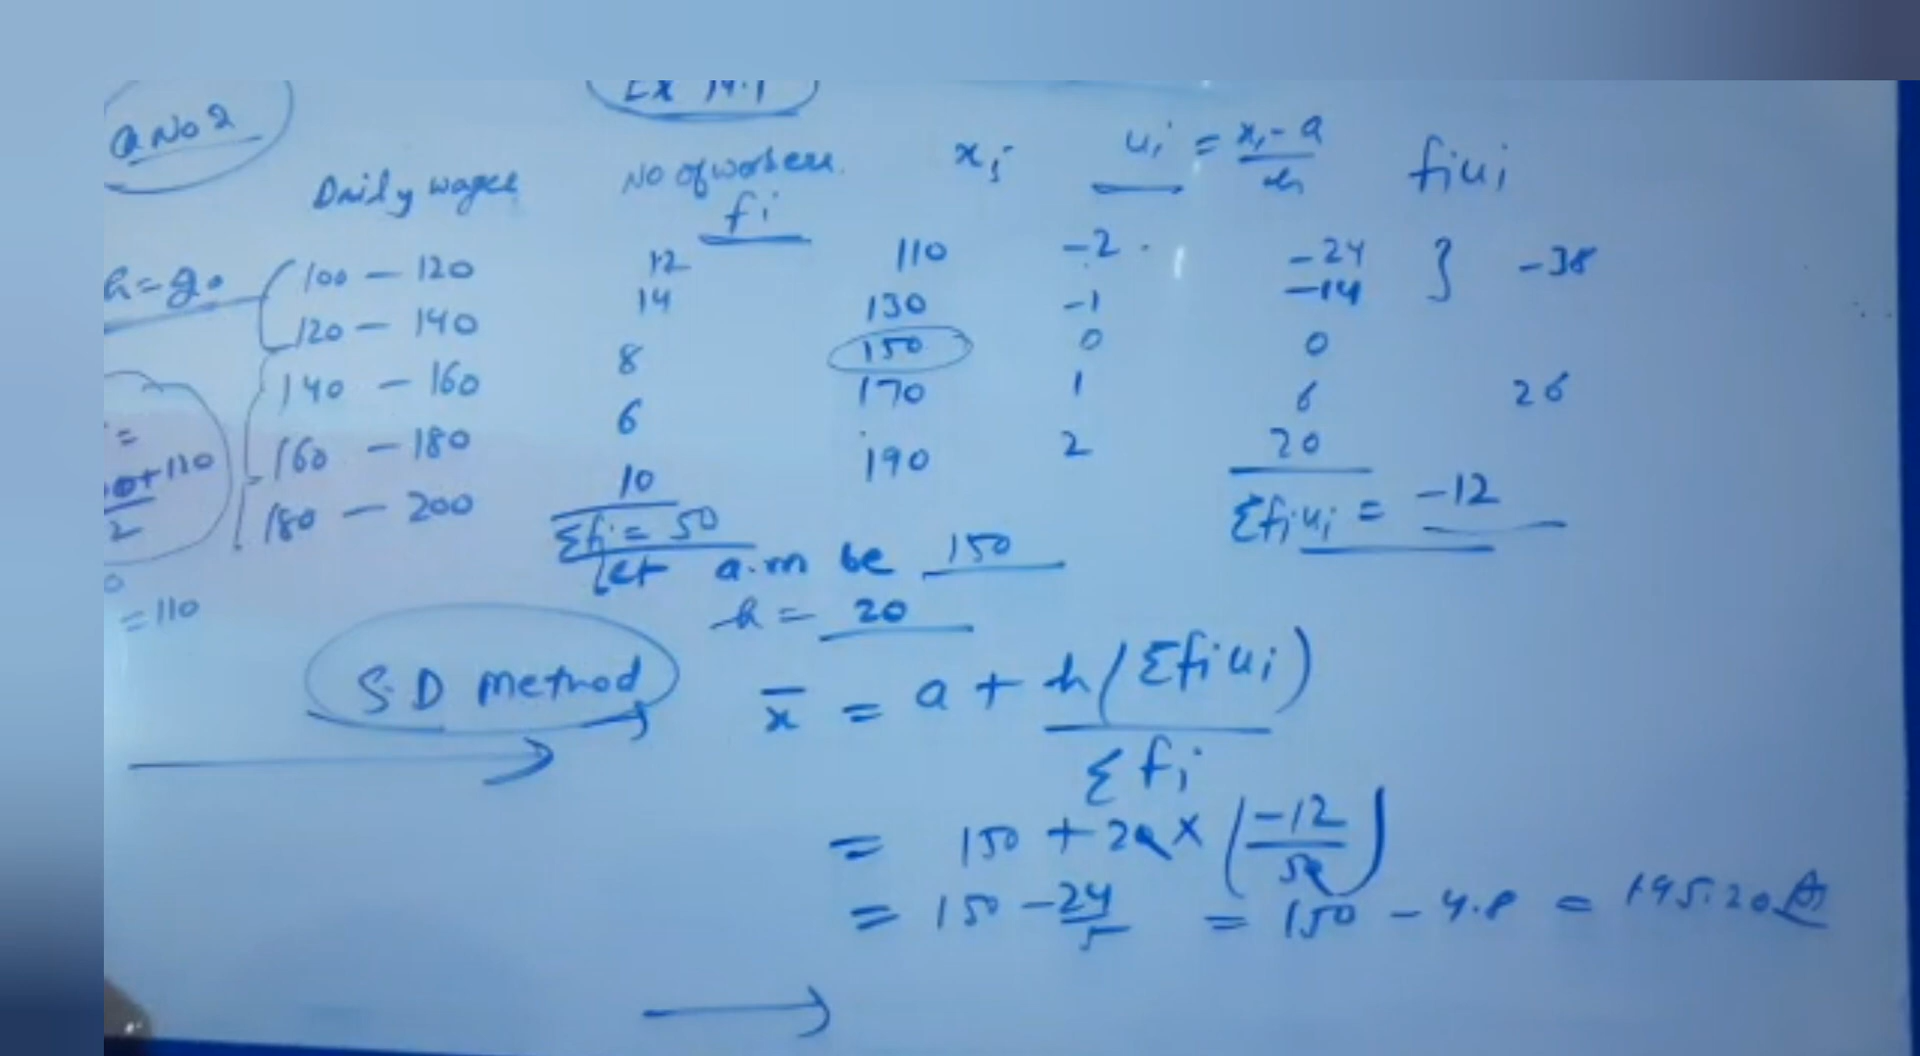 Ex 14.1
Q No 2
Daily wages No of workers fi xi ui = xi - a / h fiui
h = 20
100 - 120 12 110 -2 -24 } -38
120 - 140 14 130 -1 -14
140 - 160 8 150 0 0
160 - 180 6 170 1 6 26
180 - 200 10 190 2 20
+ 120
2
= 110
Σfi = 50 Σfiui = -12
Let a.m be 150
h = 20
S.D Method x̄ = a + h(Σfiui) / Σfi
= 150 + 20 × (-12 / 50)
= 150 - 24 / 5 = 150 - 4.8 = 145.20